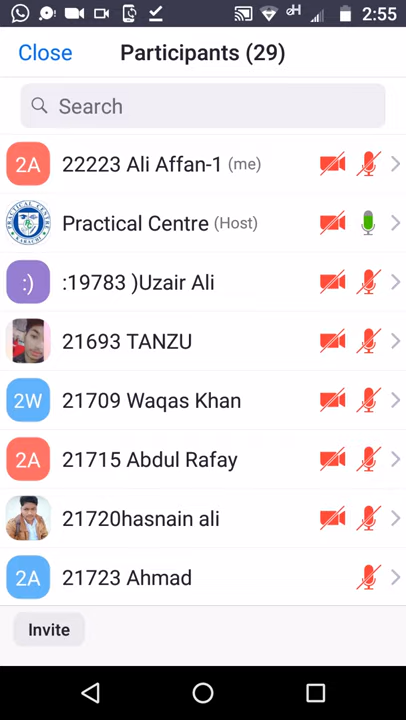 2:55
Close Participants (29)
Search
2A 22223 Ali Affan-1 (me)
Practical Centre (Host)
:) :19783 )Uzair Ali
21693 TANZU
2W 21709 Waqas Khan
2A 21715 Abdul Rafay
21720hasnain ali
2A 21723 Ahmad
Invite